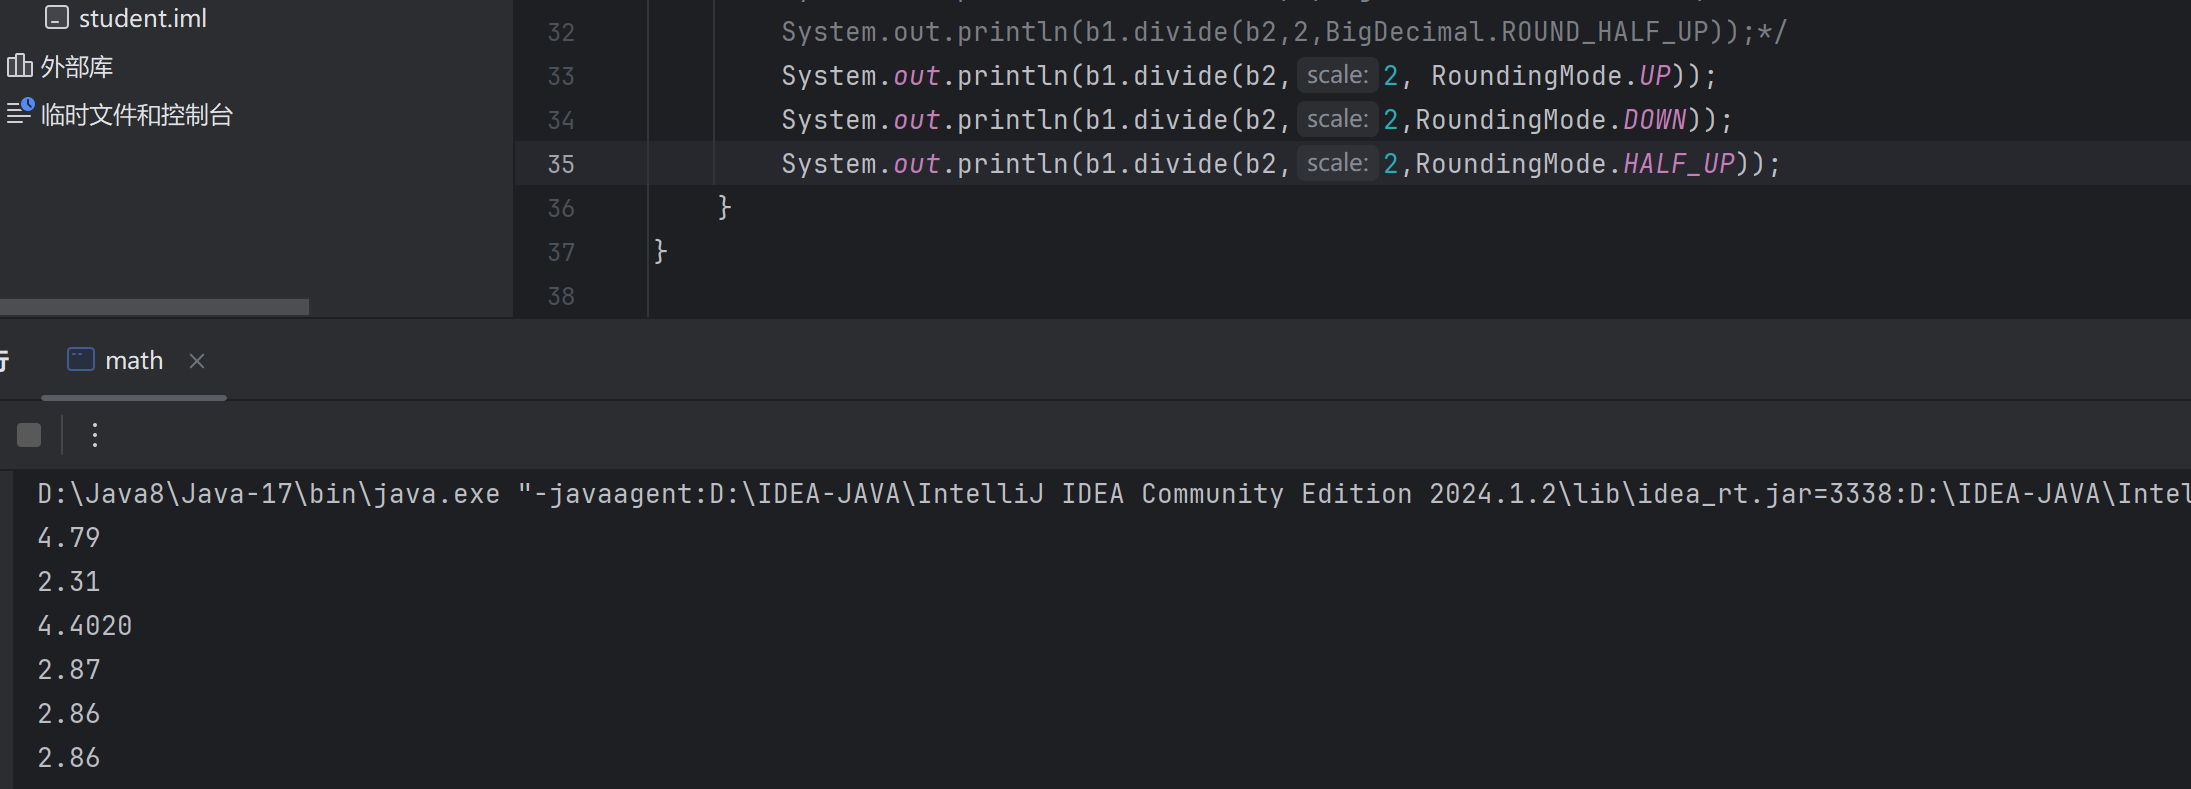 student.iml
外部库
临时文件和控制台
32 System.out.println(b1.divide(b2,2,BigDecimal.ROUND_HALF_UP));*/
33 System.out.println(b1.divide(b2, scale: 2, RoundingMode.UP));
34 System.out.println(b1.divide(b2, scale: 2,RoundingMode.DOWN));
35 System.out.println(b1.divide(b2, scale: 2,RoundingMode.HALF_UP));
36 }
37 }
38
math
D:\Java8\Java-17\bin\java.exe "-javaagent:D:\IDEA-JAVA\IntelliJ IDEA Community Edition 2024.1.2\lib\idea_rt.jar=3338:D:\IDEA-JAVA\Intel
4.79
2.31
4.4020
2.87
2.86
2.86